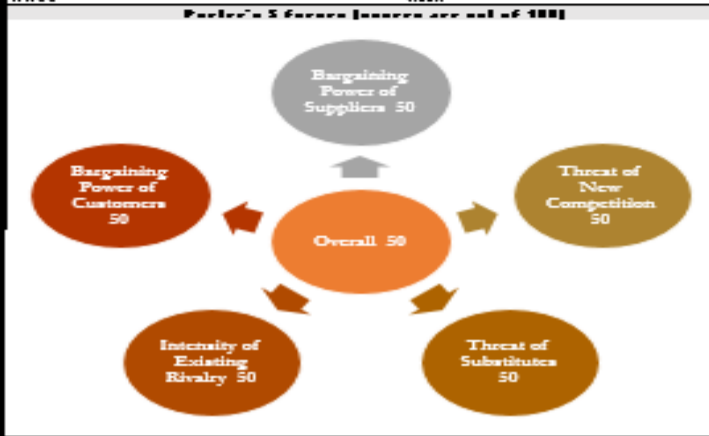 Porter's 5 forces (scores are out of 100)
Bargaining
Power of
Suppliers 50
Bargaining
Power of
Customers
50
Threat of
New
Competition
50
Overall 50
Intensity of
Existing
Rivalry 50
Threat of
Substitutes
50